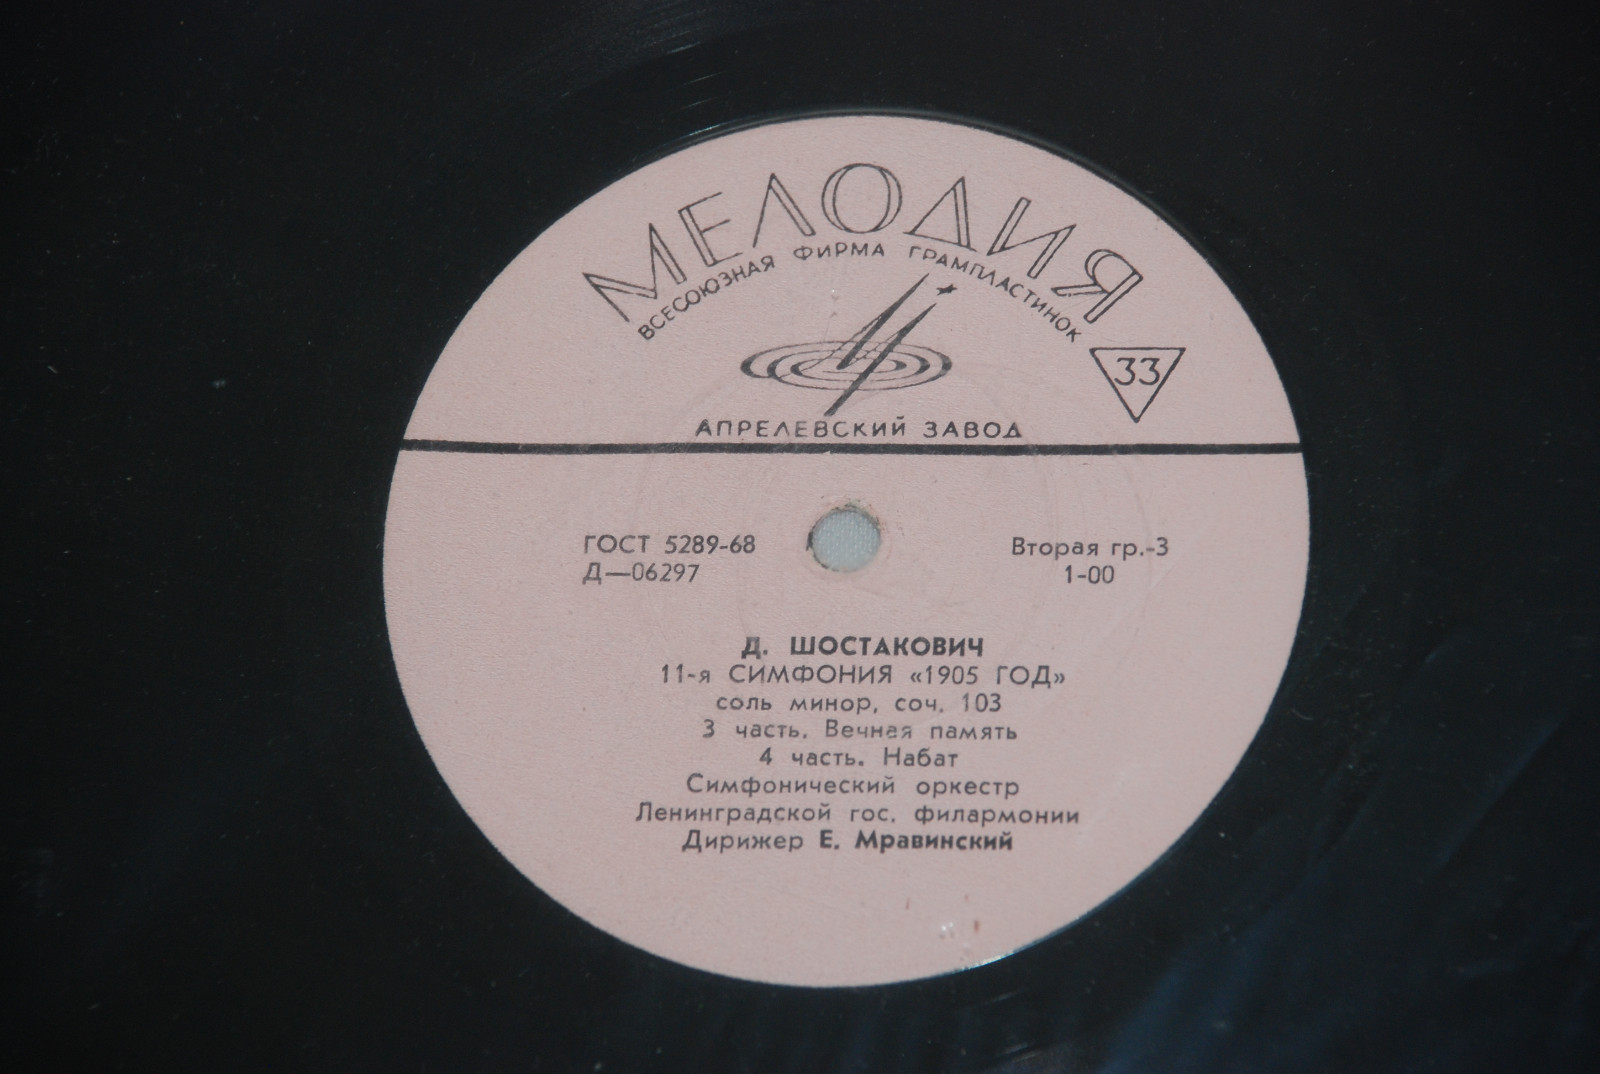 МЕЛОДИЯ
ВСЕСОЮЗНАЯ ФИРМА ГРАМПЛАСТИНОК
33
АПРЕЛЕВСКИЙ ЗАВОД
ГОСТ 5289-68
Д—06297
Вторая гр.-3
1-00
Д. ШОСТАКОВИЧ
11-я СИМФОНИЯ «1905 ГОД»
соль минор, соч. 103
3 часть. Вечная память
4 часть. Набат
Симфонический оркестр
Ленинградской гос. филармонии
Дирижер Е. Мравинский